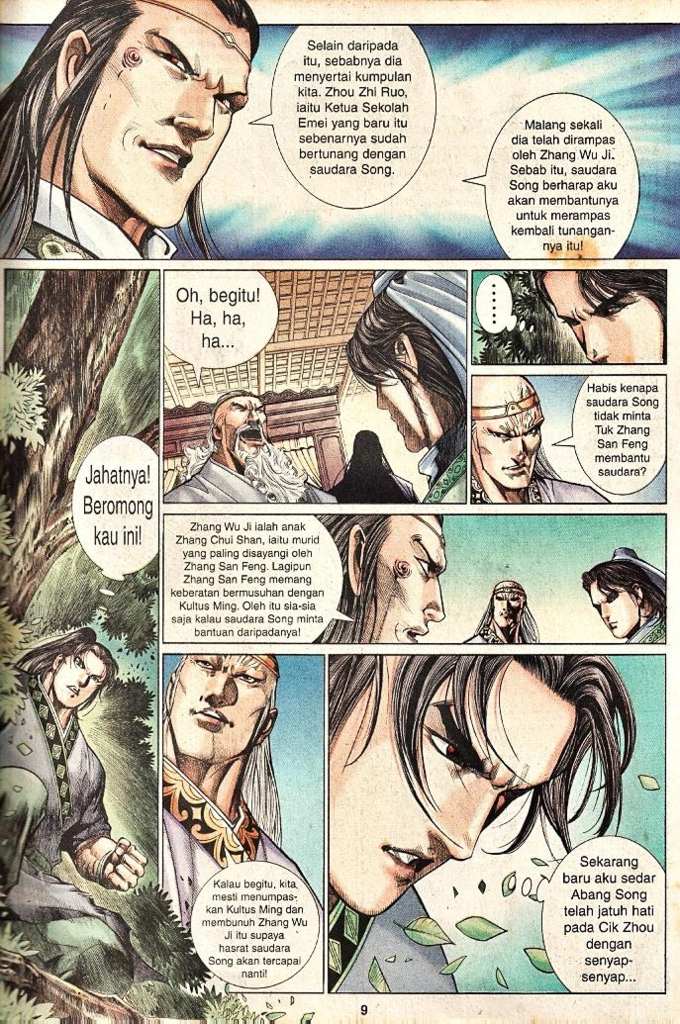 Selain daripada
itu, sebabnya dia
menyertai kumpulan
kita. Zhou Zhi Ruo,
iaitu Ketua Sekolah
Emei yang baru itu
sebenarnya sudah
bertunang dengan
saudara Song.
Malang sekali
dia telah dirampas
oleh Zhang Wu Ji.
Sebab itu, saudara
Song berharap aku
akan membantunya
untuk merampas
kembali tunangan-
nya itu!
Oh, begitu!
Ha, ha,
ha...
Habis kenapa
saudara Song
tidak minta
Tuk Zhang
San Feng
membantu
saudara?
Jahatnya!
Beromong
kau ini!
Zhang Wu Ji ialah anak
Zhang Chui Shan, iaitu murid
yang paling disayangi oleh
Zhang San Feng. Lagipun
Zhang San Feng memang
keberatan bermusuhan dengan
Kultus Ming. Oleh itu sia-sia
saja kalau saudara Song minta
bantuan daripadanya!
Kalau begitu, kita
mesti menumpas-
kan Kultus Ming dan
membunuh Zhang Wu
Ji itu supaya
hasrat saudara
Song akan tercapai
nanti!
Sekarang
baru aku sedar
Abang Song
telah jatuh hati
pada Cik Zhou
dengan
senyap-
senyap...
9